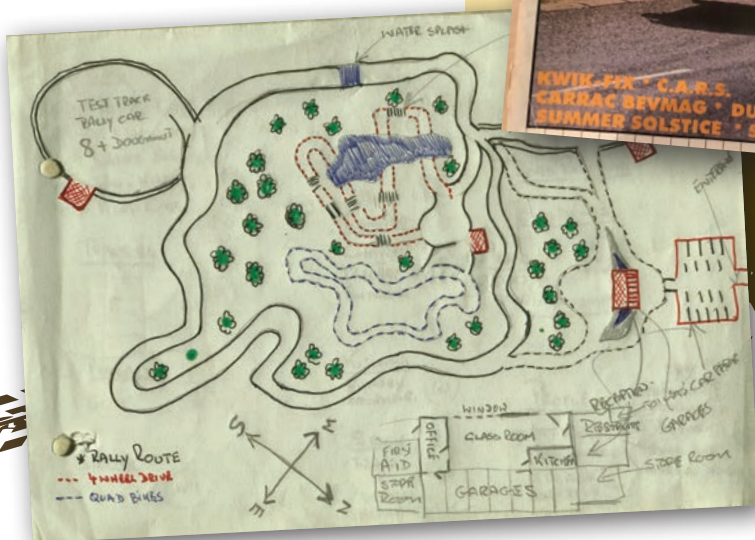 WATER SPLASH
KWIK-FIX • C.A.R.S.
CARRAC BEVMAG • DU
SUMMER SOLSTICE •
TEST TRACK
RALLY CAR
8 + DOUGHNUT
ENTRANCE
WINDOW
OFFICE
CLASS ROOM
KITCHEN
FIRST
AID
STORE
ROOM
GARAGES
CAR PARK
GARAGES
STORE ROOM
RALLY ROUTE
4 WHEEL DRIVE
QUAD BIKES
S
W
E
N